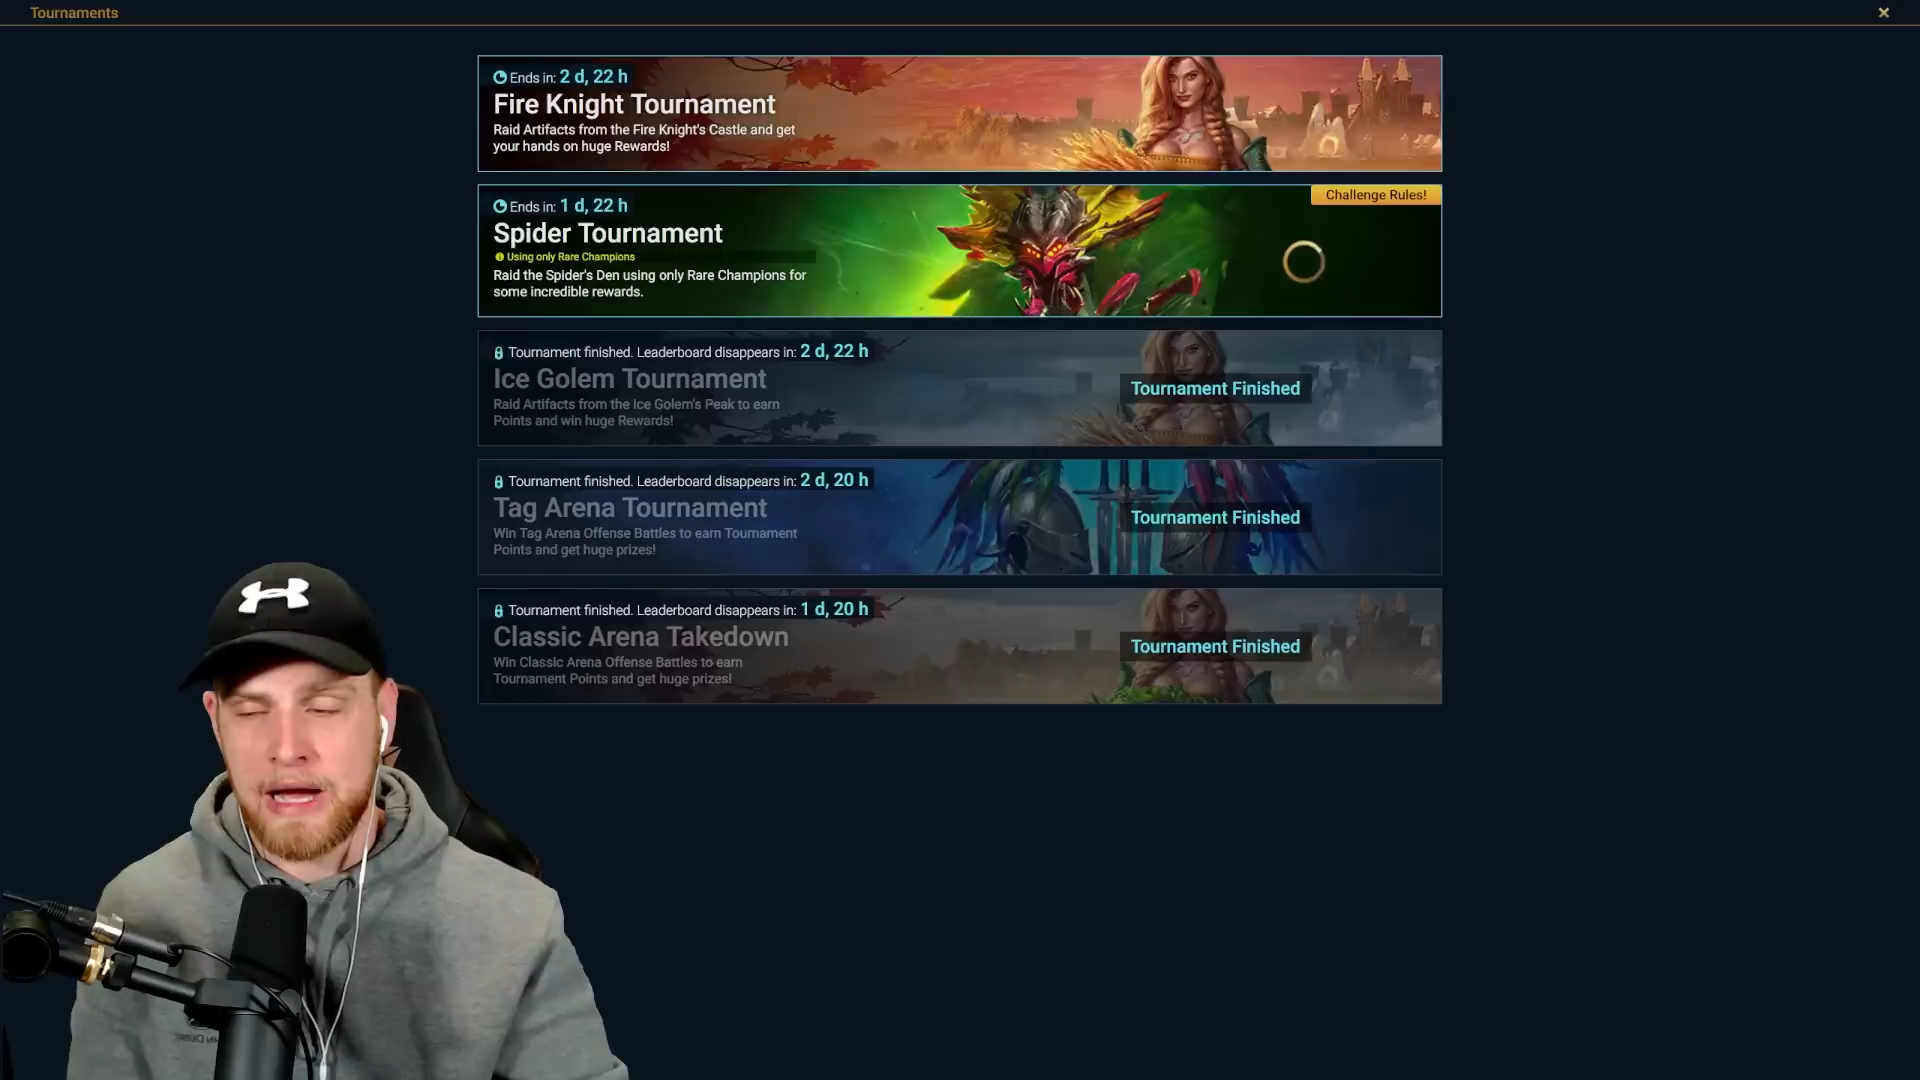 Tournaments
Ends in: 2 d, 22 h
Fire Knight Tournament
Raid Artifacts from the Fire Knight's Castle and get
your hands on huge Rewards!
Challenge Rules!
Ends in: 1 d, 22 h
Spider Tournament
Using only Rare Champions
Raid the Spider's Den using only Rare Champions for
some incredible rewards.
Tournament finished. Leaderboard disappears in: 2 d, 22 h
Ice Golem Tournament
Raid Artifacts from the Ice Golem's Peak to earn
Points and win huge Rewards!
Tournament Finished
Tournament finished. Leaderboard disappears in: 2 d, 20 h
Tag Arena Tournament
Win Tag Arena Offense Battles to earn Tournament
Points and get huge prizes!
Tournament Finished
Tournament finished. Leaderboard disappears in: 1 d, 20 h
Classic Arena Takedown
Win Classic Arena Offense Battles to earn
Tournament Points and get huge prizes!
Tournament Finished